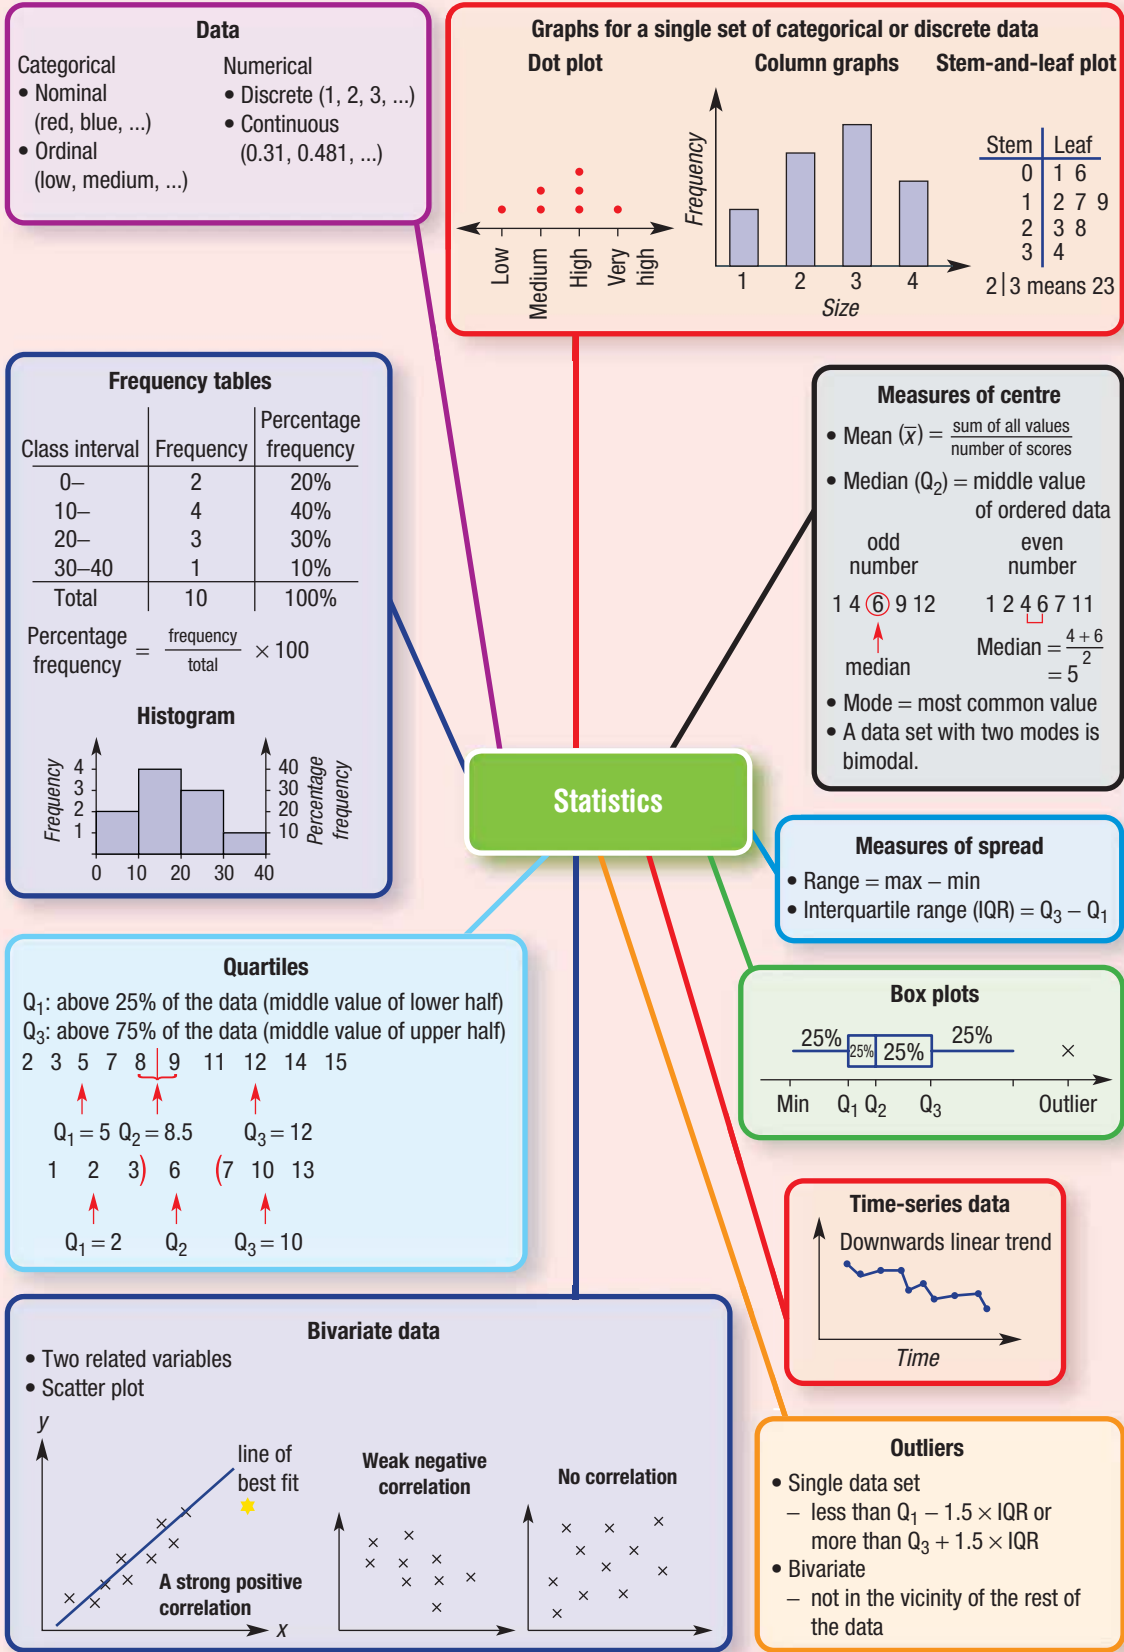 Data
Categorical
• Nominal
(red, blue, ...)
• Ordinal
(low, medium, ...)
Numerical
• Discrete (1, 2, 3, ...)
• Continuous
(0.31, 0.481, ...)
Graphs for a single set of categorical or discrete data
Dot plot
Low
Medium
High
Very
high
Column graphs
Frequency
1 2 3 4
Size
Stem-and-leaf plot
Stem Leaf
0 1 6
1 2 7 9
2 3 8
3 4
2|3 means 23
Frequency tables
Class interval Frequency Percentage frequency
0– 2 20%
10– 4 40%
20– 3 30%
30–40 1 10%
Total 10 100%
Percentage frequency = frequency / total × 100
Histogram
Frequency
4
3
2
1
40
30
20
10
Percentage
frequency
0 10 20 30 40
Measures of centre
• Mean (x̄) = sum of all values / number of scores
• Median (Q₂) = middle value
of ordered data
odd
number
1 4 6 9 12
median
even
number
1 2 4 6 7 11
Median = 4 + 6 / 2
= 5
• Mode = most common value
• A data set with two modes is
bimodal.
Statistics
Measures of spread
• Range = max – min
• Interquartile range (IQR) = Q₃ – Q₁
Quartiles
Q₁: above 25% of the data (middle value of lower half)
Q₃: above 75% of the data (middle value of upper half)
2 3 5 7 8 | 9 11 12 14 15
Q₁ = 5 Q₂ = 8.5 Q₃ = 12
1 2 3) 6 (7 10 13
Q₁ = 2 Q₂ Q₃ = 10
Box plots
25% 25% 25% 25%
×
Min Q₁ Q₂ Q₃ Outlier
Time-series data
Downwards linear trend
Time
Bivariate data
• Two related variables
• Scatter plot
y
line of
best fit
A strong positive
correlation
x
Weak negative
correlation
No correlation
Outliers
• Single data set
– less than Q₁ – 1.5 × IQR or
more than Q₃ + 1.5 × IQR
• Bivariate
– not in the vicinity of the rest of
the data